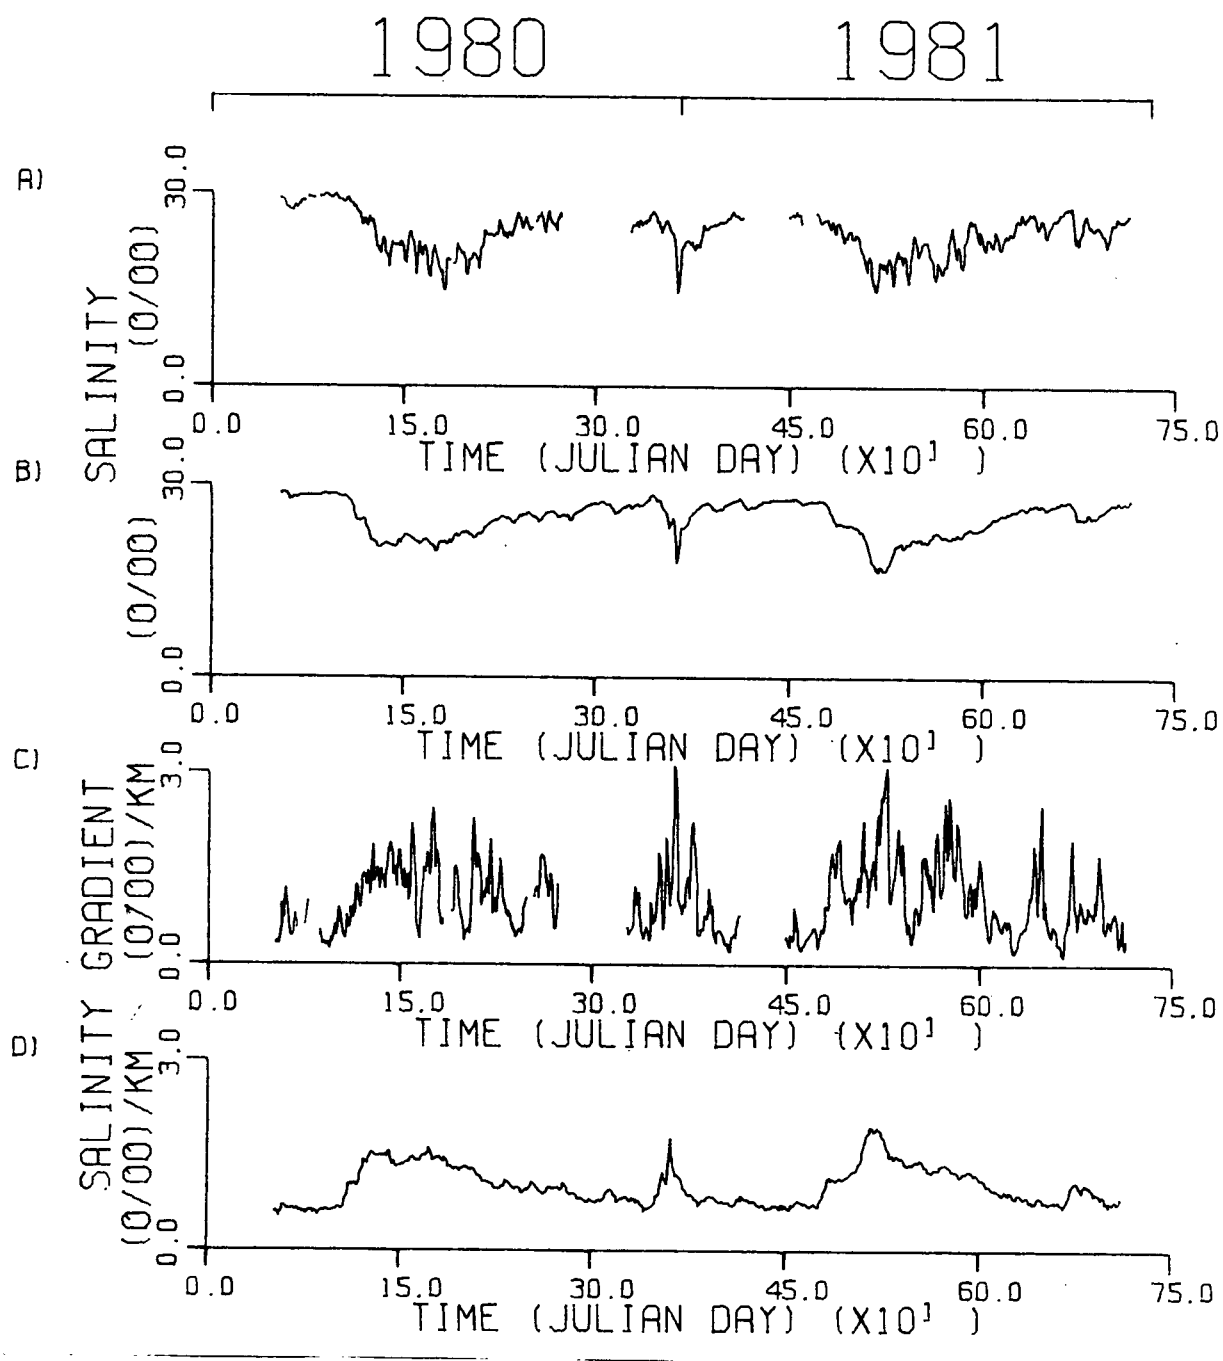 1980 1981
A)
SALINITY
(0/00)
30.0
0.0
0.0 15.0 30.0 45.0 60.0 75.0
TIME (JULIAN DAY) (X10¹ )
B)
(0/00)
30.0
0.0
0.0 15.0 30.0 45.0 60.0 75.0
TIME (JULIAN DAY) (X10¹ )
C)
SALINITY GRADIENT
(0/00)/KM
3.0
0.0
0.0 15.0 30.0 45.0 60.0 75.0
TIME (JULIAN DAY) (X10¹ )
D)
(0/00)/KM
3.0
0.0
0.0 15.0 30.0 45.0 60.0 75.0
TIME (JULIAN DAY) (X10¹ )